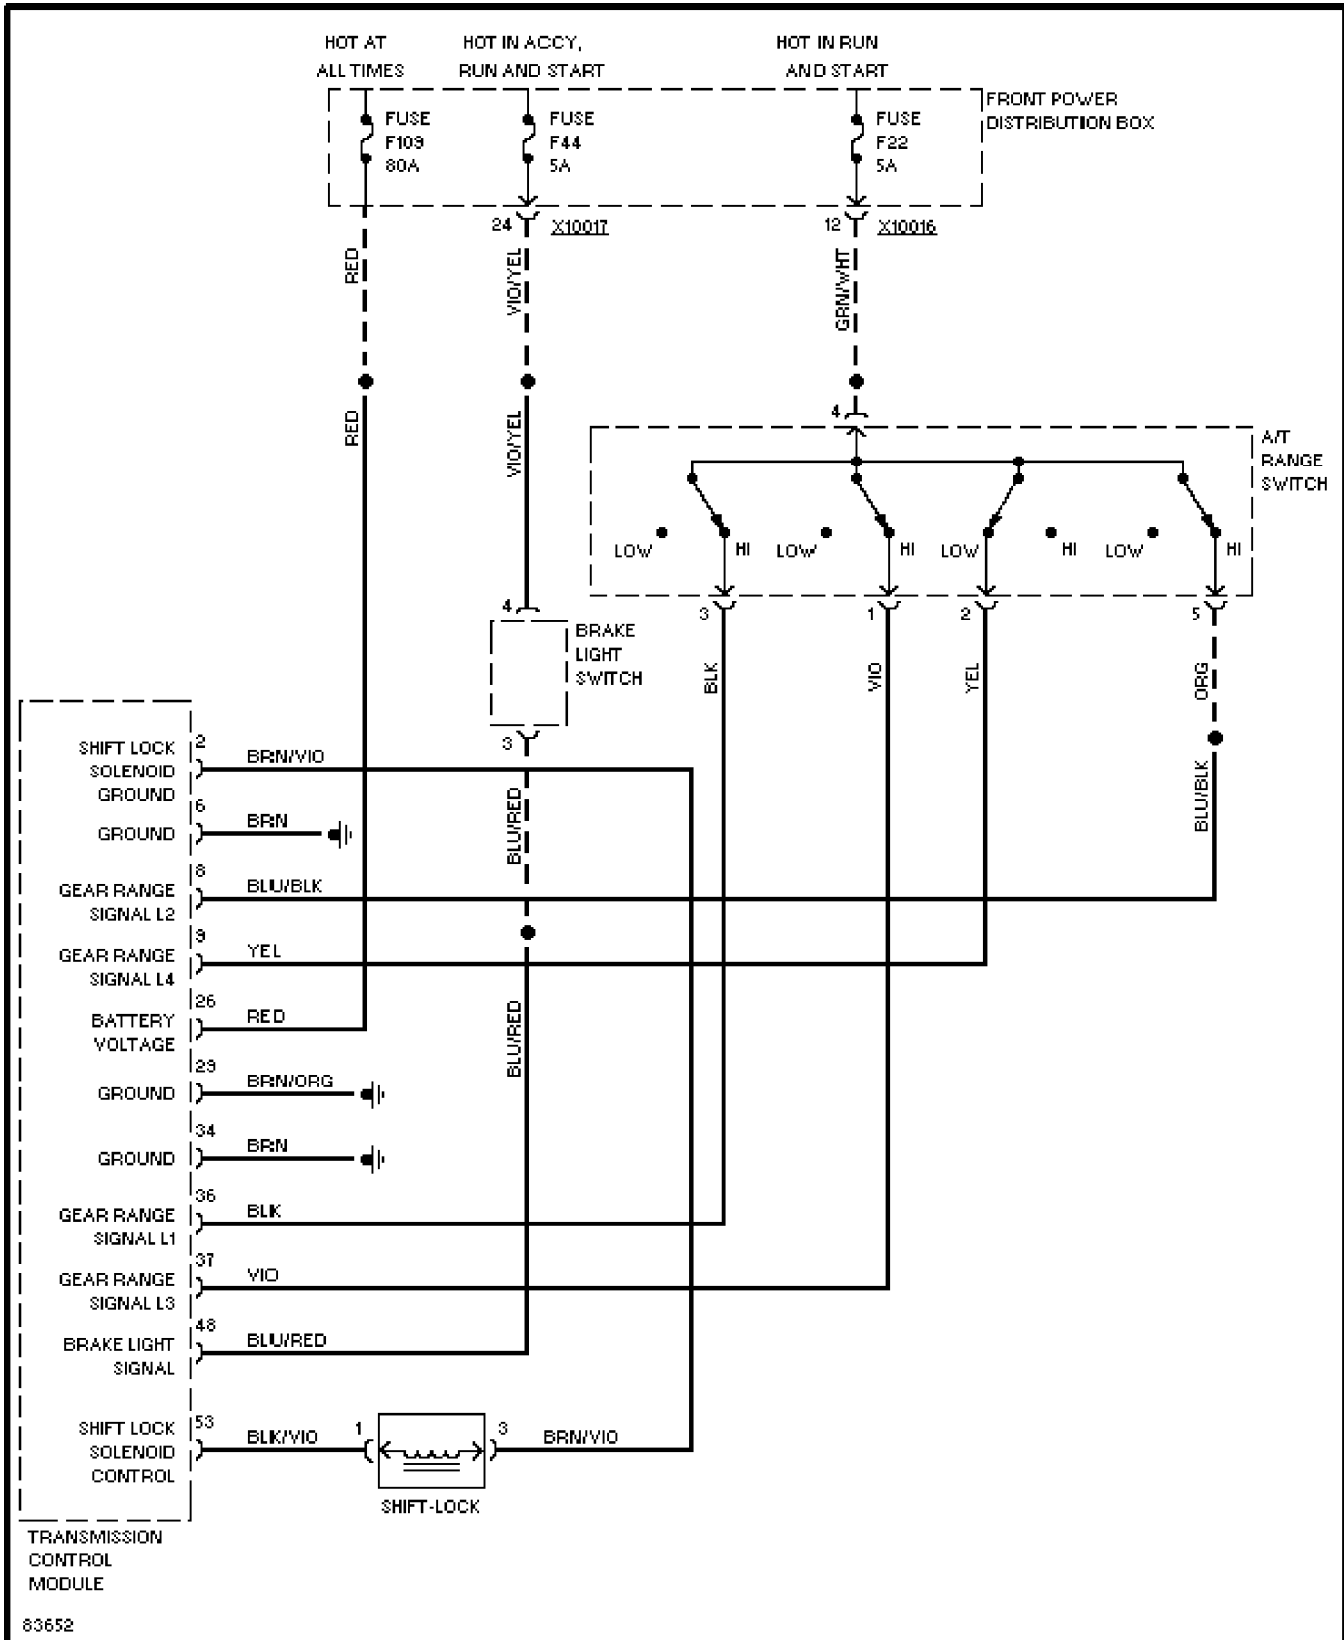 HOT AT
ALL TIMES
HOT IN ACCY,
RUN AND START
HOT IN RUN
AND START
FRONT POWER
DISTRIBUTION BOX
FUSE
F109
80A
FUSE
F44
5A
FUSE
F22
5A
24
X10017
12
X10016
RED
VIO/YEL
GRN/WHT
RED
VIO/YEL
4
A/T
RANGE
SWITCH
LOW
HI
LOW
HI
LOW
HI
LOW
HI
3
1
2
5
4
BRAKE
LIGHT
SWITCH
3
BLK
VIO
YEL
ORG
BLU/BLK
BLU/RED
BLU/RED
SHIFT LOCK
SOLENOID
GROUND
2
BRN/VIO
GROUND
6
BRN
GEAR RANGE
SIGNAL L2
8
BLU/BLK
GEAR RANGE
SIGNAL L4
9
YEL
BATTERY
VOLTAGE
26
RED
GROUND
29
BRN/ORG
GROUND
34
BRN
GEAR RANGE
SIGNAL L1
36
BLK
GEAR RANGE
SIGNAL L3
37
VIO
BRAKE LIGHT
SIGNAL
48
BLU/RED
SHIFT LOCK
SOLENOID
CONTROL
53
BLK/VIO
1
3
BRN/VIO
SHIFT-LOCK
TRANSMISSION
CONTROL
MODULE
83652